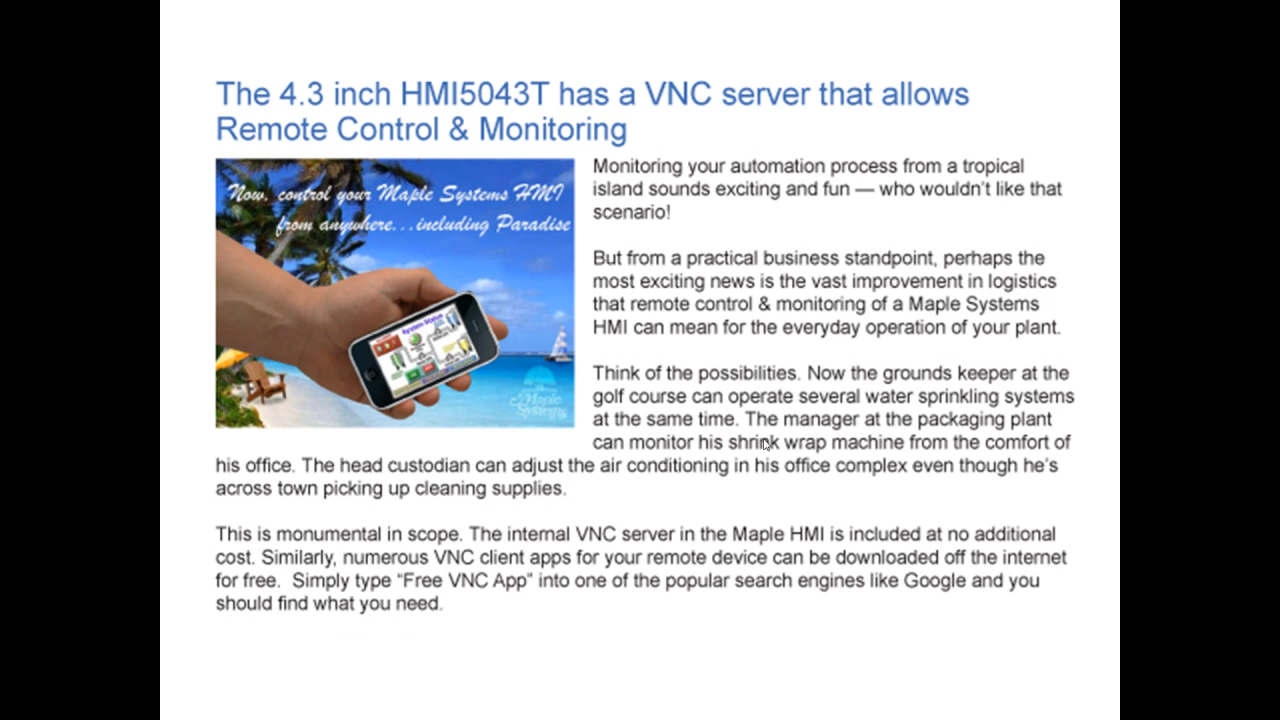 The 4.3 inch HMI5043T has a VNC server that allows
Remote Control & Monitoring
Now, control your Maple Systems HMI
from anywhere...including Paradise
System Status
Maple
Systems
Monitoring your automation process from a tropical
island sounds exciting and fun — who wouldn't like that
scenario!
But from a practical business standpoint, perhaps the
most exciting news is the vast improvement in logistics
that remote control & monitoring of a Maple Systems
HMI can mean for the everyday operation of your plant.
Think of the possibilities. Now the grounds keeper at the
golf course can operate several water sprinkling systems
at the same time. The manager at the packaging plant
can monitor his shrink wrap machine from the comfort of
his office. The head custodian can adjust the air conditioning in his office complex even though he's
across town picking up cleaning supplies.
This is monumental in scope. The internal VNC server in the Maple HMI is included at no additional
cost. Similarly, numerous VNC client apps for your remote device can be downloaded off the internet
for free.  Simply type “Free VNC App” into one of the popular search engines like Google and you
should find what you need.